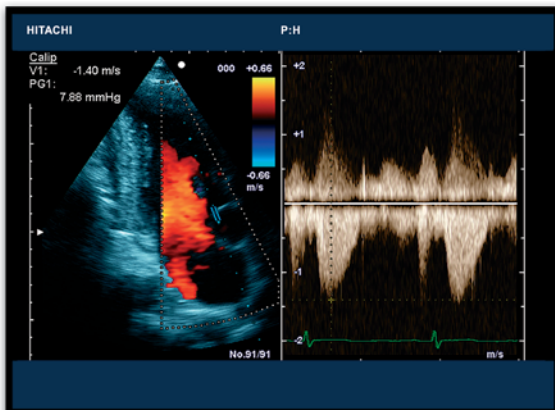 HITACHI
P:H
Calip
V1: -1.40 m/s
PG1:
7.88 mmHg
000 +0.66
-0.66
m/s
No.91/91
+2
+1
-1
-2
m/s